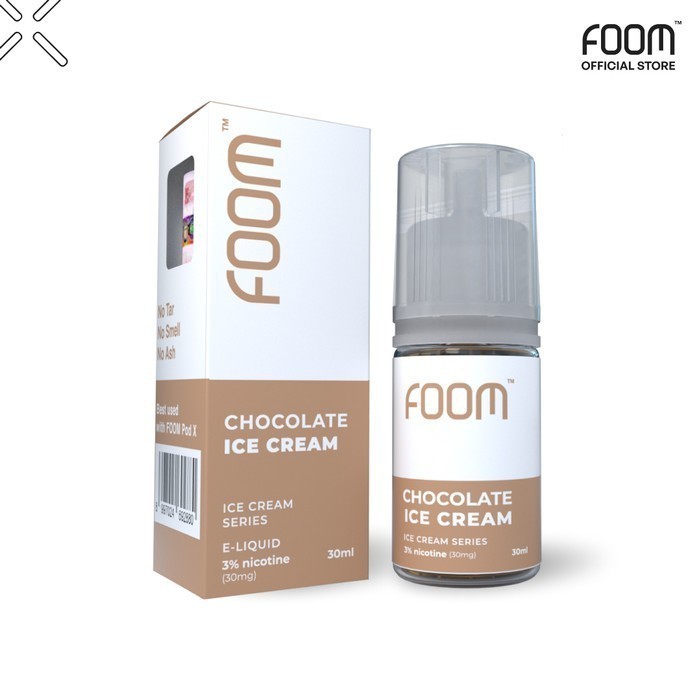 FOOM™
OFFICIAL STORE
FOOM™
No Tar
No Smell
No Ash
Best used
with FOOM Pod X
CHOCOLATE
ICE CREAM
ICE CREAM
SERIES
E-LIQUID
3% nicotine
(30mg)
30ml
FOOM™
CHOCOLATE
ICE CREAM
ICE CREAM SERIES
3% nicotine (30mg) 30ml